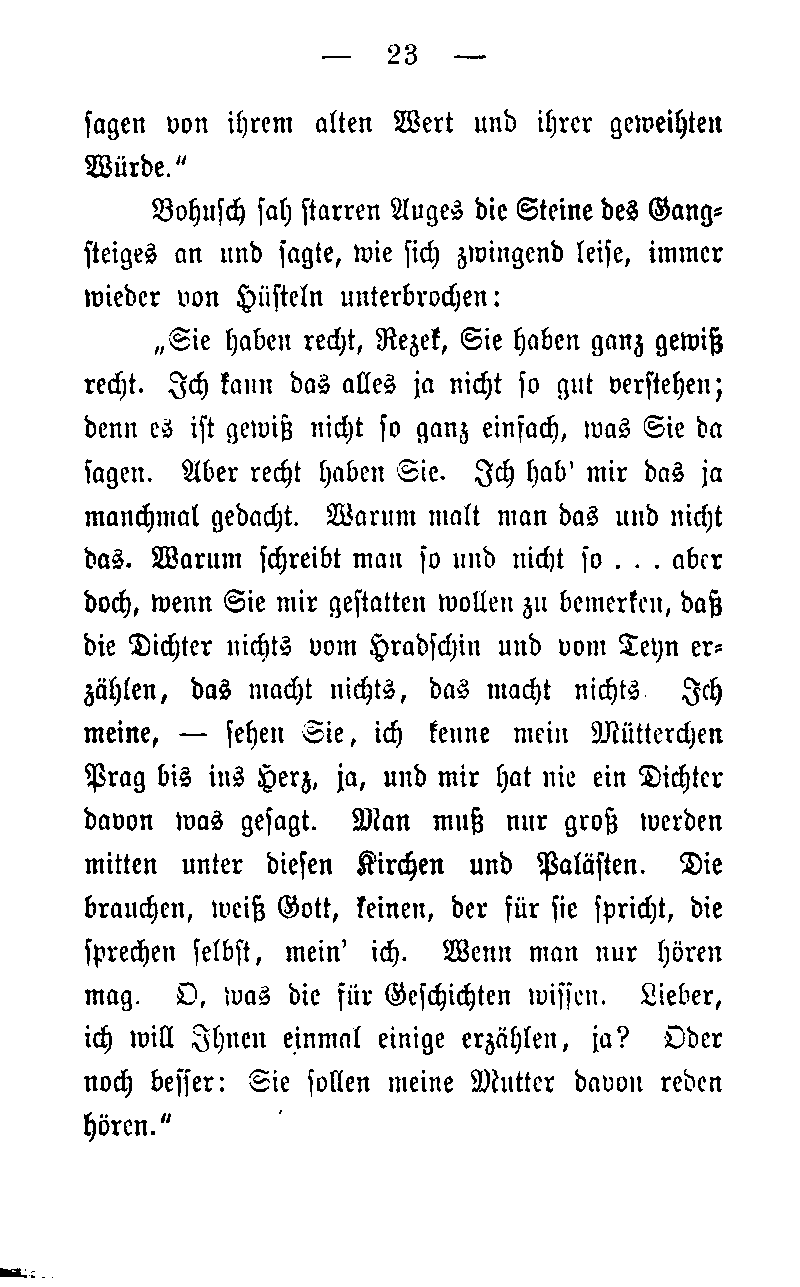 — 23 —
sagen von ihrem alten Wert und ihrer geweihten
Würde."
Bohusch sah starren Auges die Steine des Gang-
steiges an und sagte, wie sich zwingend leise, immer
wieder von Hüsteln unterbrochen:
„Sie haben recht, Rezek, Sie haben ganz gewiß
recht. Ich kann das alles ja nicht so gut verstehen;
denn es ist gewiß nicht so ganz einfach, was Sie da
sagen. Aber recht haben Sie. Ich hab' mir das ja
manchmal gedacht. Warum malt man das und nicht
das. Warum schreibt man so und nicht so . . . aber
doch, wenn Sie mir gestatten wollen zu bemerken, daß
die Dichter nichts vom Hradschin und vom Teyn er-
zählen, das macht nichts, das macht nichts. Ich
meine, — sehen Sie, ich kenne mein Mütterchen
Prag bis ins Herz, ja, und mir hat nie ein Dichter
davon was gesagt. Man muß nur groß werden
mitten unter diesen Kirchen und Palästen. Die
brauchen, weiß Gott, keinen, der für sie spricht, die
sprechen selbst, mein' ich. Wenn man nur hören
mag. O, was die für Geschichten wissen. Lieber,
ich will Ihnen einmal einige erzählen, ja? Oder
noch besser: Sie sollen meine Mutter davon reden
hören."